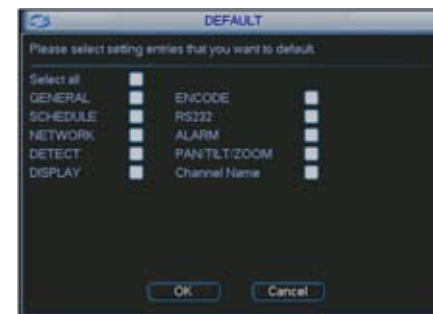 DEFAULT
Please select setting entries that you want to default.
Select all
GENERAL ENCODE
SCHEDULE RS232
NETWORK ALARM
DETECT PAN/TILT/ZOOM
DISPLAY Channel Name
OK Cancel